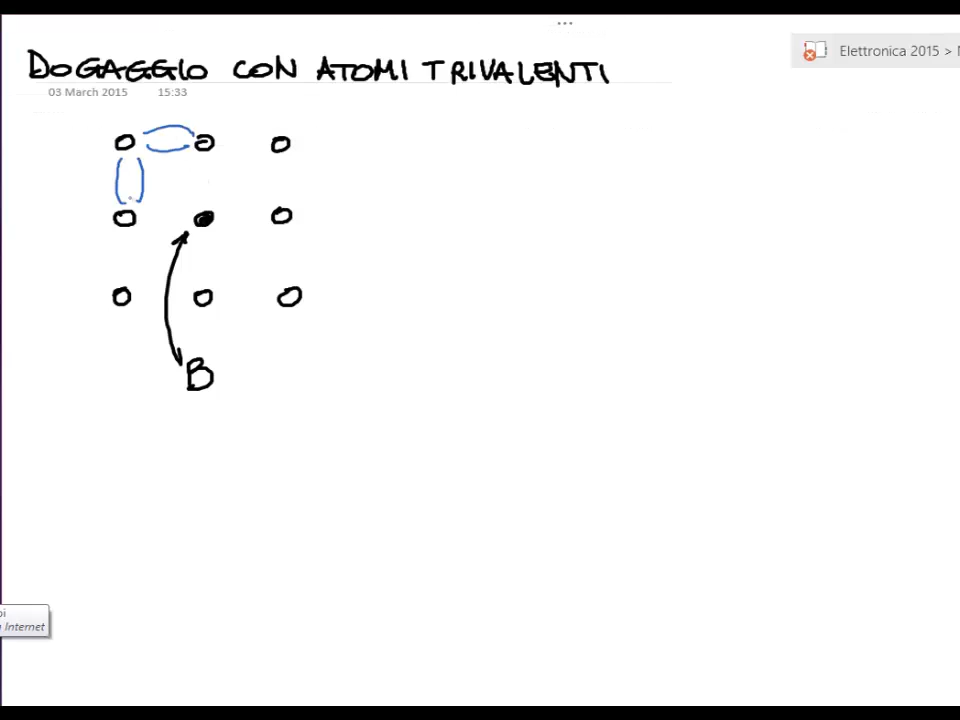 DOGAGGIO CON ATOMI TRIVALENTI
Elettronica 2015 >
03 March 2015 15:33
B
Internet